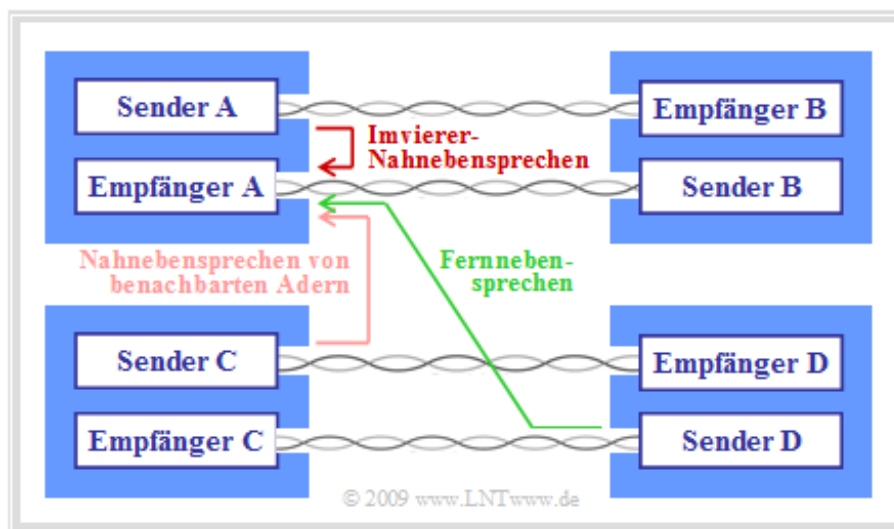 Sender A
Empfänger B
Imvierer-
Nahnebensprechen
Empfänger A
Sender B
Nahnebensprechen von
benachbarten Adern
Fernneben-
sprechen
Sender C
Empfänger D
Empfänger C
Sender D
© 2009 www.LNTwww.de